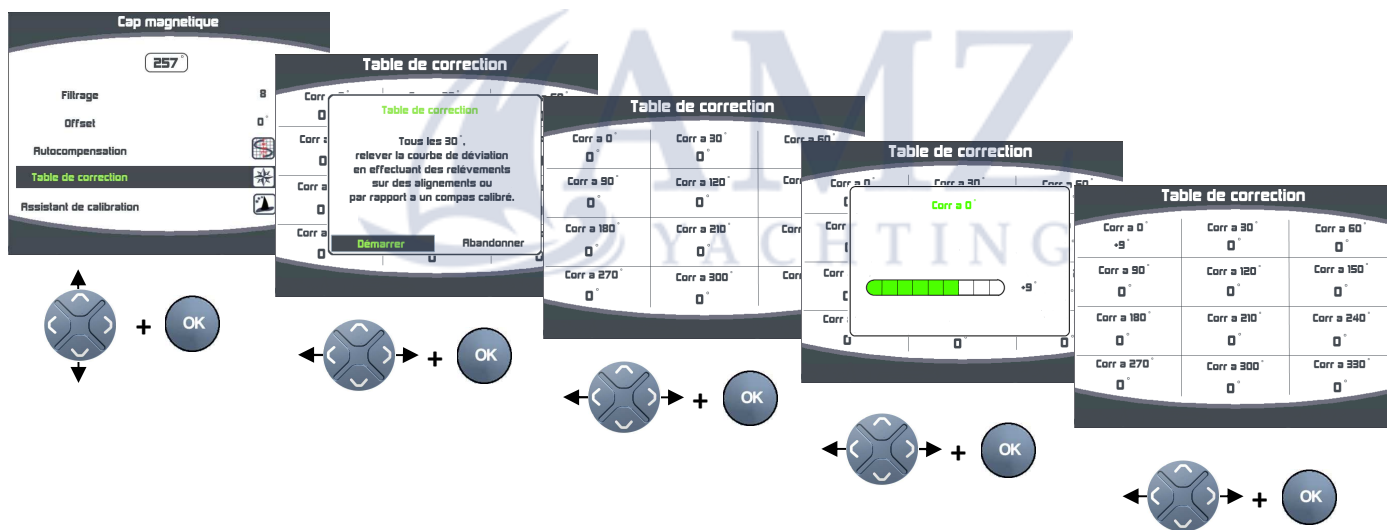 Cap magnetique
257°
Filtrage 8
Offset 0°
Autocompensation
Table de correction
Assistant de calibration
+ OK
Table de correction
Table de correction
Tous les 30°,
relever la courbe de déviation
en effectuant des relèvements
sur des alignements ou
par rapport a un compas calibré.
Démarrer Abandonner
+ OK
Table de correction
Corr a 0° Corr a 30° Corr a 60°
0° 0°
Corr a 90° Corr a 120°
0° 0°
Corr a 180° Corr a 210°
0° 0°
Corr a 270° Corr a 300°
0° 0°
+ OK
Table de correction
Corr a 0° Corr a 30° Corr a 60°
Corr a 0°
+9°
+ OK
Table de correction
Corr a 0° Corr a 30° Corr a 60°
+9° 0° 0°
Corr a 90° Corr a 120° Corr a 150°
0° 0° 0°
Corr a 180° Corr a 210° Corr a 240°
0° 0° 0°
Corr a 270° Corr a 300° Corr a 330°
0° 0° 0°
+ OK
AMZ
YACHTING